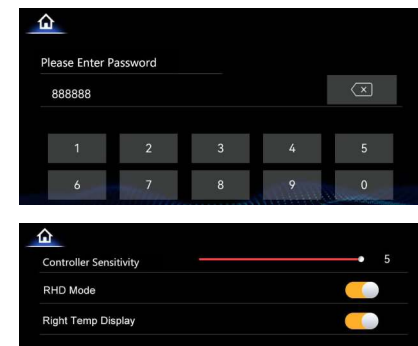 Please Enter Password
888888
1 2 3 4 5
6 7 8 9 0
Controller Sensitivity 5
RHD Mode
Right Temp Display